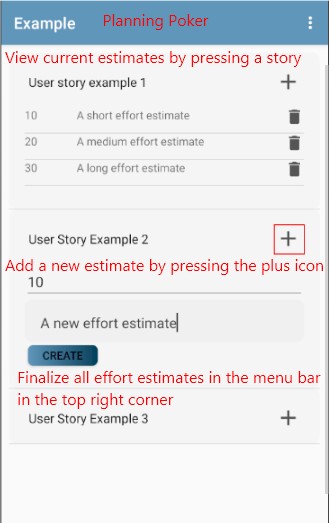 Example
Planning Poker
View current estimates by pressing a story
User story example 1
10 A short effort estimate
20 A medium effort estimate
30 A long effort estimate
User Story Example 2
Add a new estimate by pressing the plus icon
10
A new effort estimate
CREATE
Finalize all effort estimates in the menu bar
in the top right corner
User Story Example 3